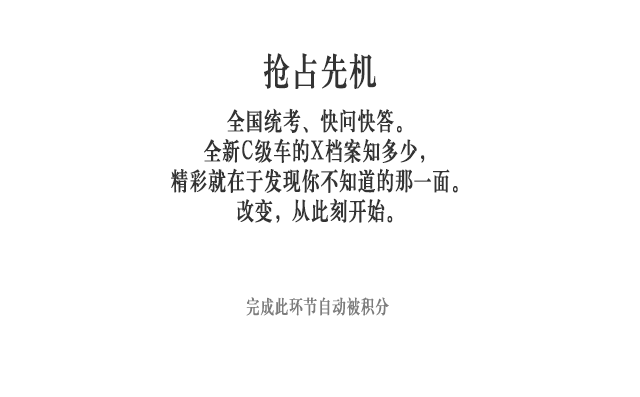 抢占先机
全国统考、快问快答。
全新C级车的X档案知多少，
精彩就在于发现你不知道的那一面。
改变，从此刻开始。
完成此环节自动被积分